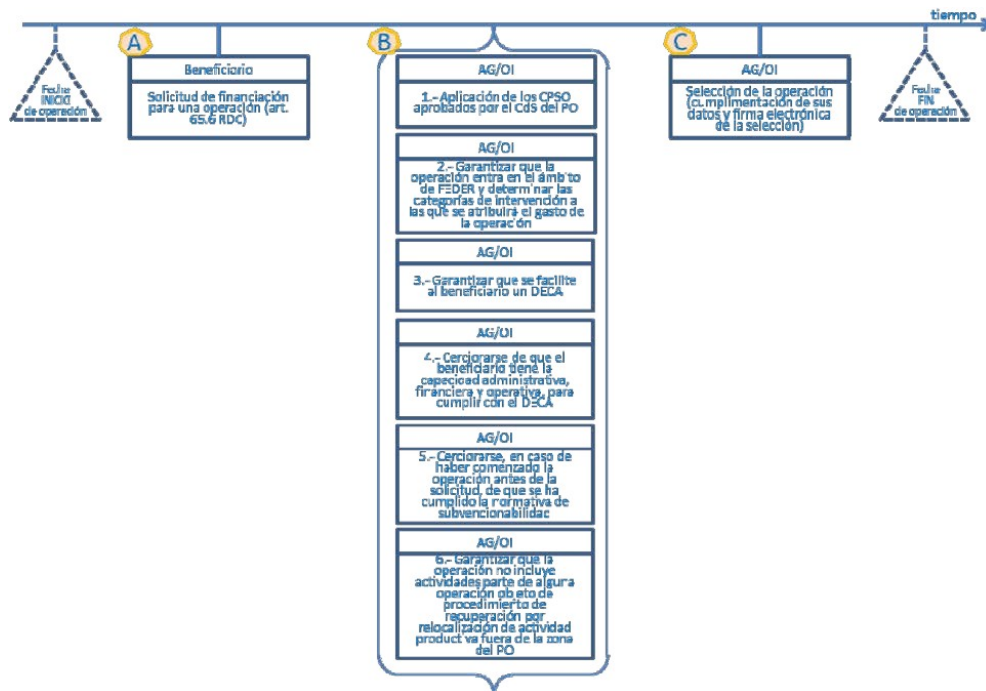 tiempo
A
B
C
Fecha
INICIO
de operación
Beneficiario
Solicitud de financiación
para una operación (art.
65.6 RDC)
AG/OI
1.- Aplicación de los CPSO
aprobados por el CdS del PO
AG/OI
2.- Garantizar que la
operación entra en el ámbito
de FEDER y determinar las
categorías de intervención a
las que se atribuirá el gasto de
la operación
AG/OI
3.- Garantizar que se facilite
al beneficiario un DECA
AG/OI
4.- Cerciorarse de que el
beneficiario tiene la
capacidad administrativa,
financiera y operativa, para
cumplir con el DECA
AG/OI
5.- Cerciorarse, en caso de
haber comenzado la
operación antes de la
solicitud, de que se ha
cumplido la normativa de
subvencionabilidad
AG/OI
6.- Garantizar que la
operación no incluye
actividades parte de alguna
operación objeto de
procedimiento de
recuperación por
relocalización de actividad
productiva fuera de la zona
del PO
AG/OI
Selección de la operación
(cumplimentación de sus
datos y firma electrónica
de la selección)
Fecha
FIN
de operación